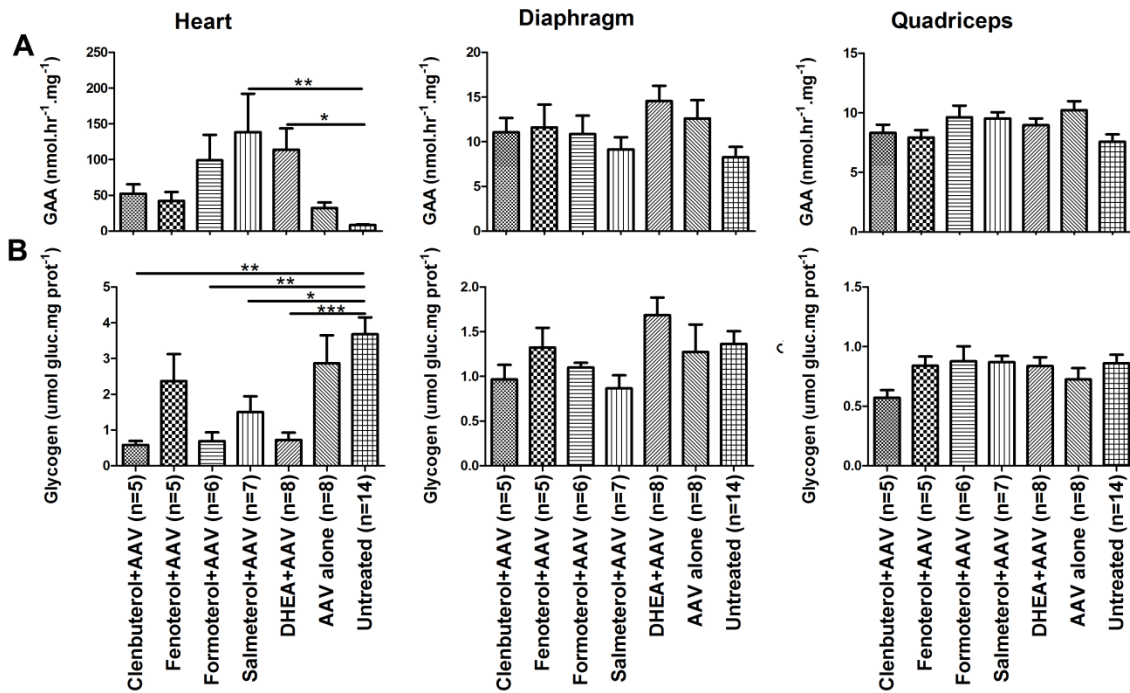 Heart
Diaphragm
Quadriceps
A
GAA (nmol.hr⁻¹.mg⁻¹)
250
200
150
100
50
0
**
*
GAA (nmol.hr⁻¹.mg⁻¹)
20
15
10
5
0
GAA (nmol.hr⁻¹.mg⁻¹)
15
10
5
0
B
Glycogen (umol gluc.mg prot⁻¹)
5
4
3
2
1
0
**
**
*
***
Glycogen (umol gluc.mg prot⁻¹)
2.0
1.5
1.0
0.5
0.0
Glycogen (umol gluc.mg prot⁻¹)
1.5
1.0
0.5
0.0
Clenbuterol+AAV (n=5)
Fenoterol+AAV (n=5)
Formoterol+AAV (n=6)
Salmeterol+AAV (n=7)
DHEA+AAV (n=8)
AAV alone (n=8)
Untreated (n=14)
Clenbuterol+AAV (n=5)
Fenoterol+AAV (n=5)
Formoterol+AAV (n=6)
Salmeterol+AAV (n=7)
DHEA+AAV (n=8)
AAV alone (n=8)
Untreated (n=14)
Clenbuterol+AAV (n=5)
Fenoterol+AAV (n=5)
Formoterol+AAV (n=6)
Salmeterol+AAV (n=7)
DHEA+AAV (n=8)
AAV alone (n=8)
Untreated (n=14)